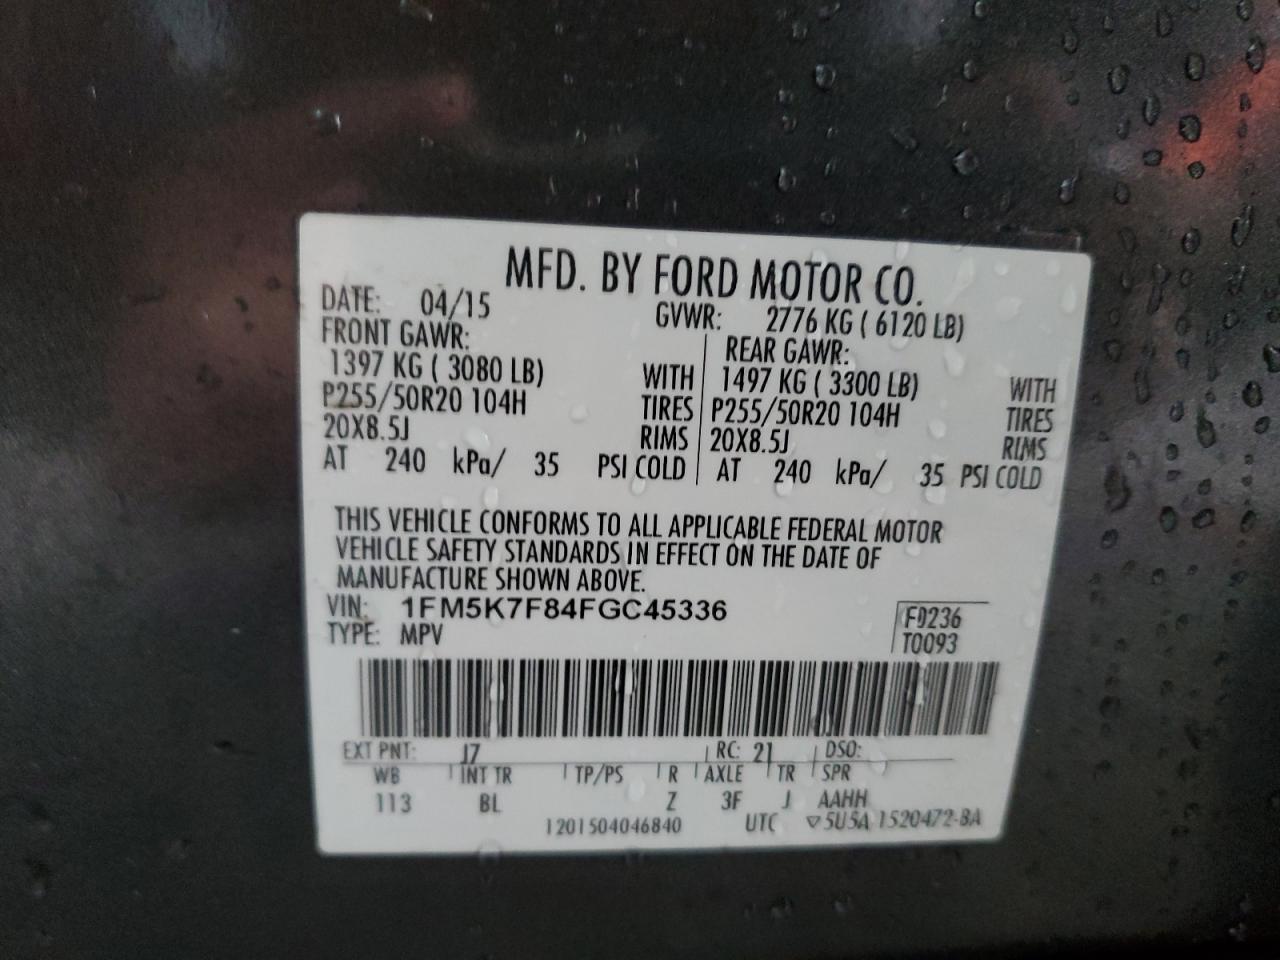 MFD. BY FORD MOTOR CO.
DATE: 04/15 GVWR: 2776 KG ( 6120 LB)
FRONT GAWR: REAR GAWR:
1397 KG ( 3080 LB) WITH 1497 KG ( 3300 LB) WITH
P255/50R20 104H TIRES P255/50R20 104H TIRES
20X8.5J RIMS 20X8.5J RIMS
AT 240 kPa/ 35 PSI COLD AT 240 kPa/ 35 PSI COLD
THIS VEHICLE CONFORMS TO ALL APPLICABLE FEDERAL MOTOR
VEHICLE SAFETY STANDARDS IN EFFECT ON THE DATE OF
MANUFACTURE SHOWN ABOVE.
VIN: 1FM5K7F84FGC45336 F0236
TYPE: MPV T0093
EXT PNT: J7 RC: 21 DSO:
WB INT TR TP/PS R AXLE TR SPR
113 BL Z 3F J AAHH
1201504046840 UTC ▽5U5A 1520472-BA